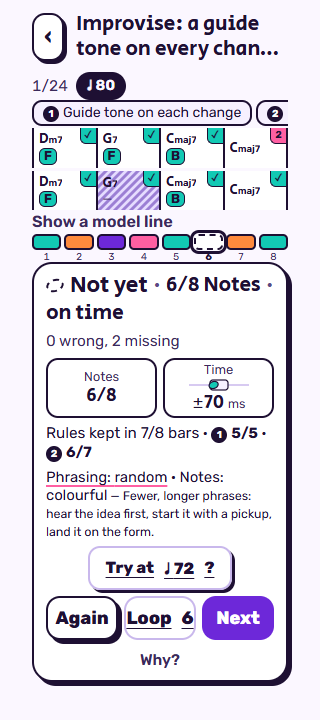 ‹ Improvise: a guide
tone on every chan...
1/24 ♩80
1 Guide tone on each change 2
Dm7 ✓ G7 ✓ Cmaj7 ✓ Cmaj7 2
F F B
Dm7 ✓ G7 ✓ Cmaj7 ✓ Cmaj7 ✓
F – B
Show a model line
1 2 3 4 5 6 7 8
Not yet • 6/8 Notes •
on time
0 wrong, 2 missing
Notes
6/8
Time
±70 ms
Rules kept in 7/8 bars • 1 5/5 •
2 6/7
Phrasing: random • Notes:
colourful – Fewer, longer phrases:
hear the idea first, start it with a pickup,
land it on the form.
Try at ♩72 ?
Again Loop 6 Next
Why?